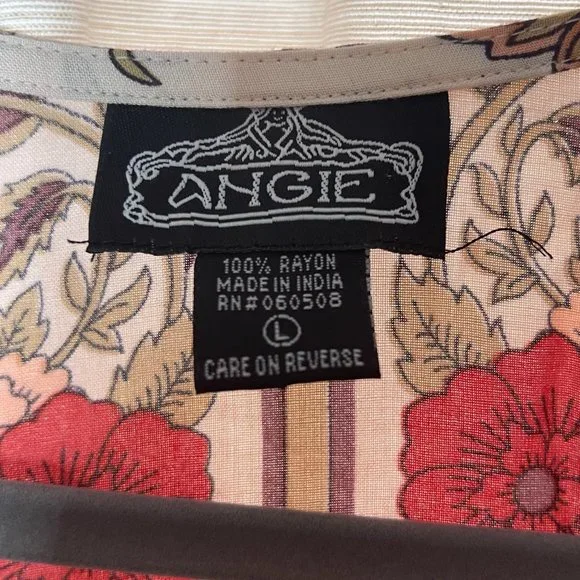 ANGIE
100% RAYON
MADE IN INDIA
RN#060508
L
CARE ON REVERSE